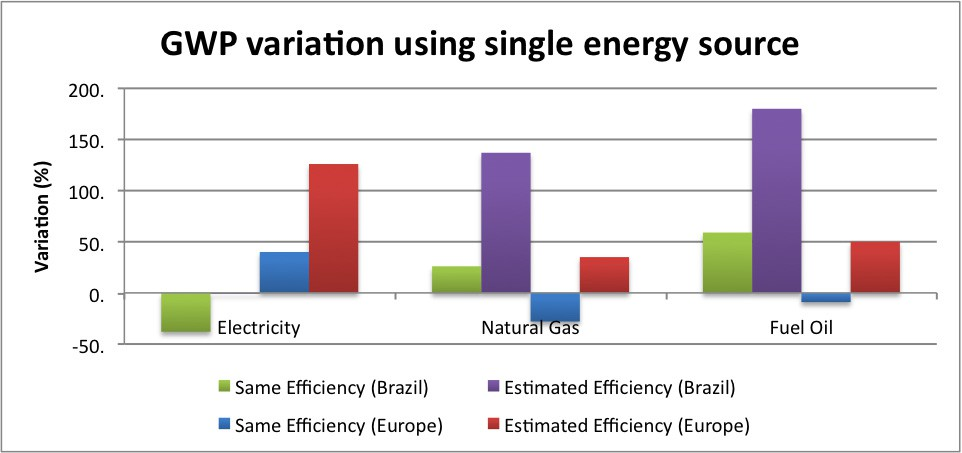 GWP variation using single energy source
Variation (%)
200.
150.
100.
50.
0.
-50.
Electricity Natural Gas Fuel Oil
Same Efficiency (Brazil) Estimated Efficiency (Brazil)
Same Efficiency (Europe) Estimated Efficiency (Europe)